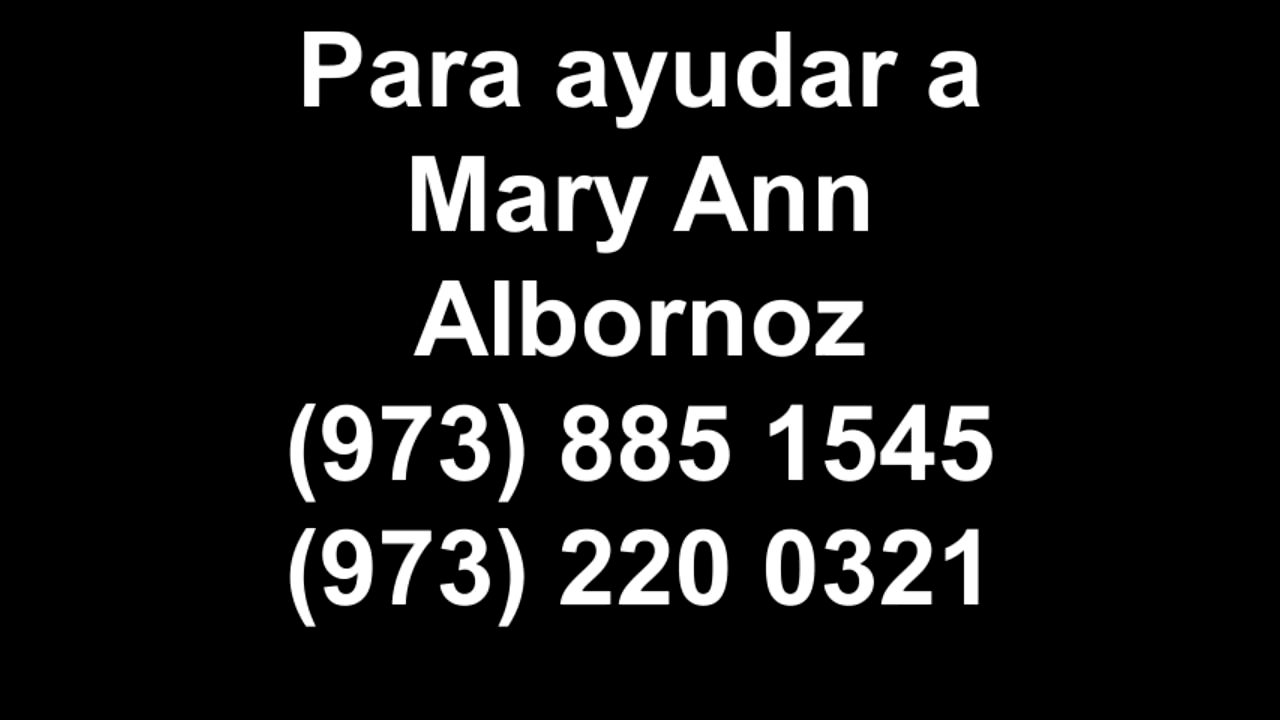 Para ayudar a
Mary Ann
Albornoz
(973) 885 1545
(973) 220 0321